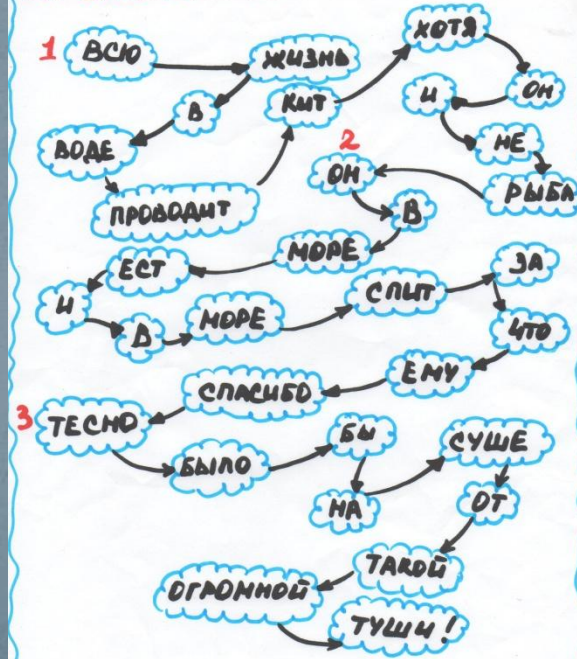 1 ВСЮ ЖИЗНЬ
В ВОДЕ
ПРОВОДИТ КИТ
ХОТЯ ОН
И НЕ РЫБА
2 ОН В МОРЕ
ЕСТ И В МОРЕ
СПИТ ЗА ЧТО
ЕМУ СПАСИБО
3 ТЕСНО БЫЛО
БЫ НА СУШЕ
ОТ ТАКОЙ
ОГРОМНОЙ ТУШИ!